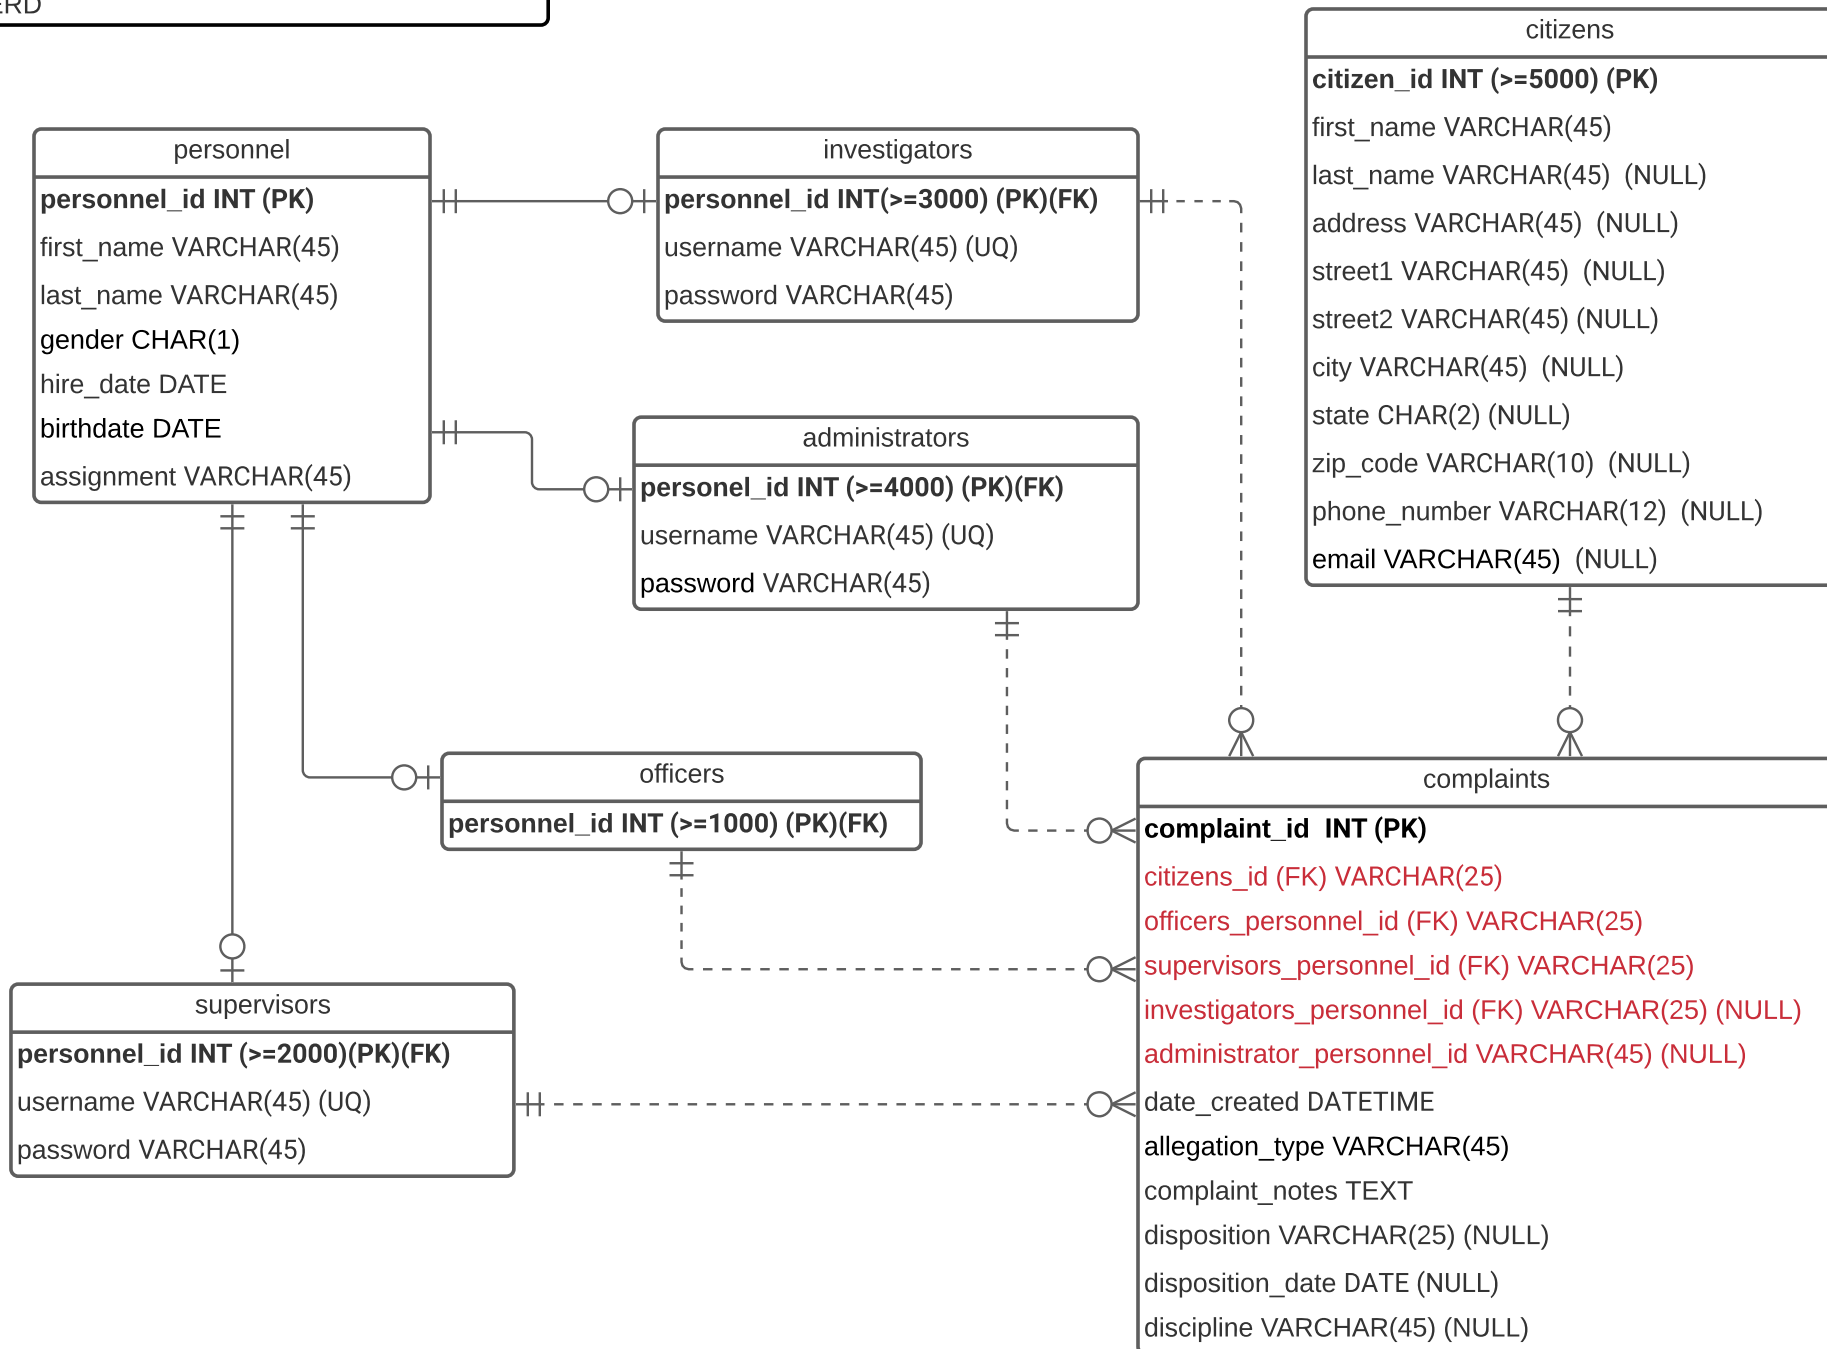 ERD
personnel
personnel_id INT (PK)
first_name VARCHAR(45)
last_name VARCHAR(45)
gender CHAR(1)
hire_date DATE
birthdate DATE
assignment VARCHAR(45)
investigators
personnel_id INT(>=3000) (PK)(FK)
username VARCHAR(45) (UQ)
password VARCHAR(45)
administrators
personel_id INT (>=4000) (PK)(FK)
username VARCHAR(45) (UQ)
password VARCHAR(45)
citizens
citizen_id INT (>=5000) (PK)
first_name VARCHAR(45)
last_name VARCHAR(45) (NULL)
address VARCHAR(45) (NULL)
street1 VARCHAR(45) (NULL)
street2 VARCHAR(45) (NULL)
city VARCHAR(45) (NULL)
state CHAR(2) (NULL)
zip_code VARCHAR(10) (NULL)
phone_number VARCHAR(12) (NULL)
email VARCHAR(45) (NULL)
officers
personnel_id INT (>=1000) (PK)(FK)
supervisors
personnel_id INT (>=2000)(PK)(FK)
username VARCHAR(45) (UQ)
password VARCHAR(45)
complaints
complaint_id INT (PK)
citizens_id (FK) VARCHAR(25)
officers_personnel_id (FK) VARCHAR(25)
supervisors_personnel_id (FK) VARCHAR(25)
investigators_personnel_id (FK) VARCHAR(25) (NULL)
administrator_personnel_id VARCHAR(45) (NULL)
date_created DATETIME
allegation_type VARCHAR(45)
complaint_notes TEXT
disposition VARCHAR(25) (NULL)
disposition_date DATE (NULL)
discipline VARCHAR(45) (NULL)